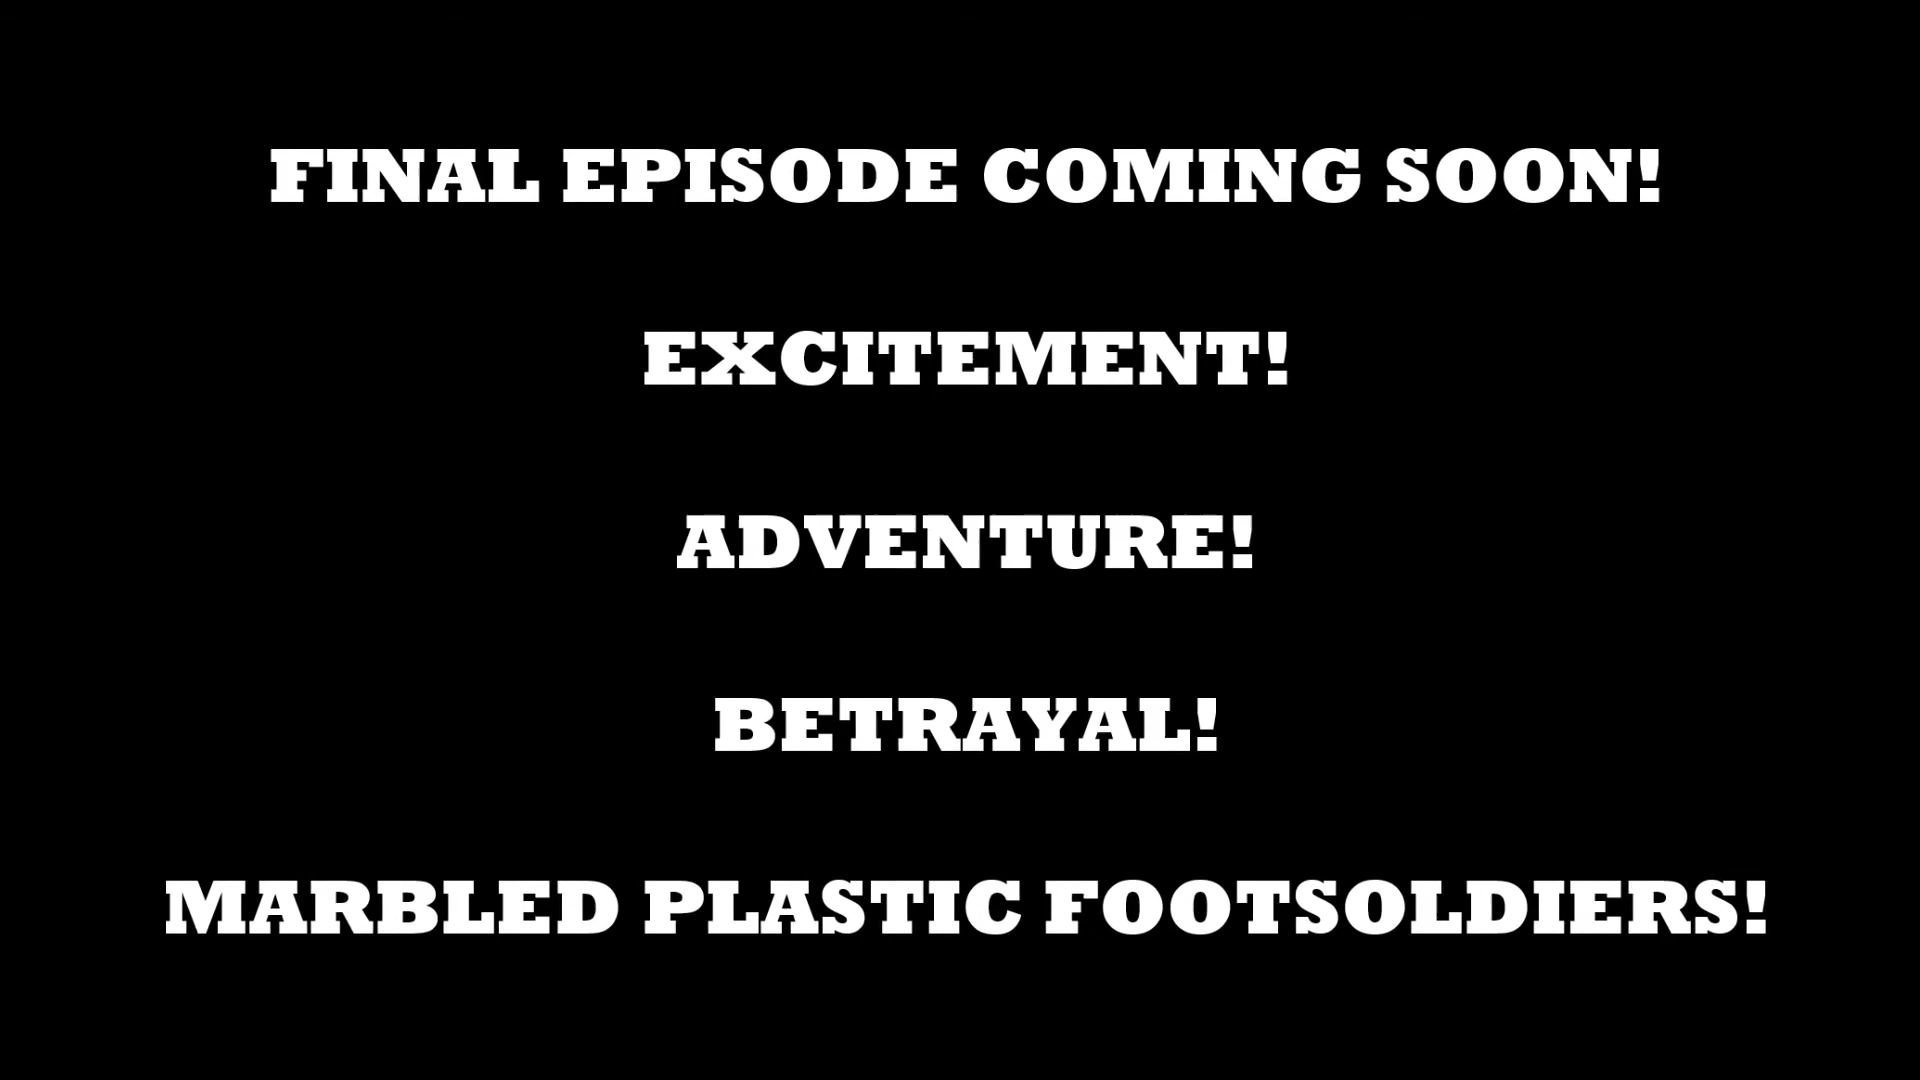 FINAL EPISODE COMING SOON!
EXCITEMENT!
ADVENTURE!
BETRAYAL!
MARBLED PLASTIC FOOTSOLDIERS!